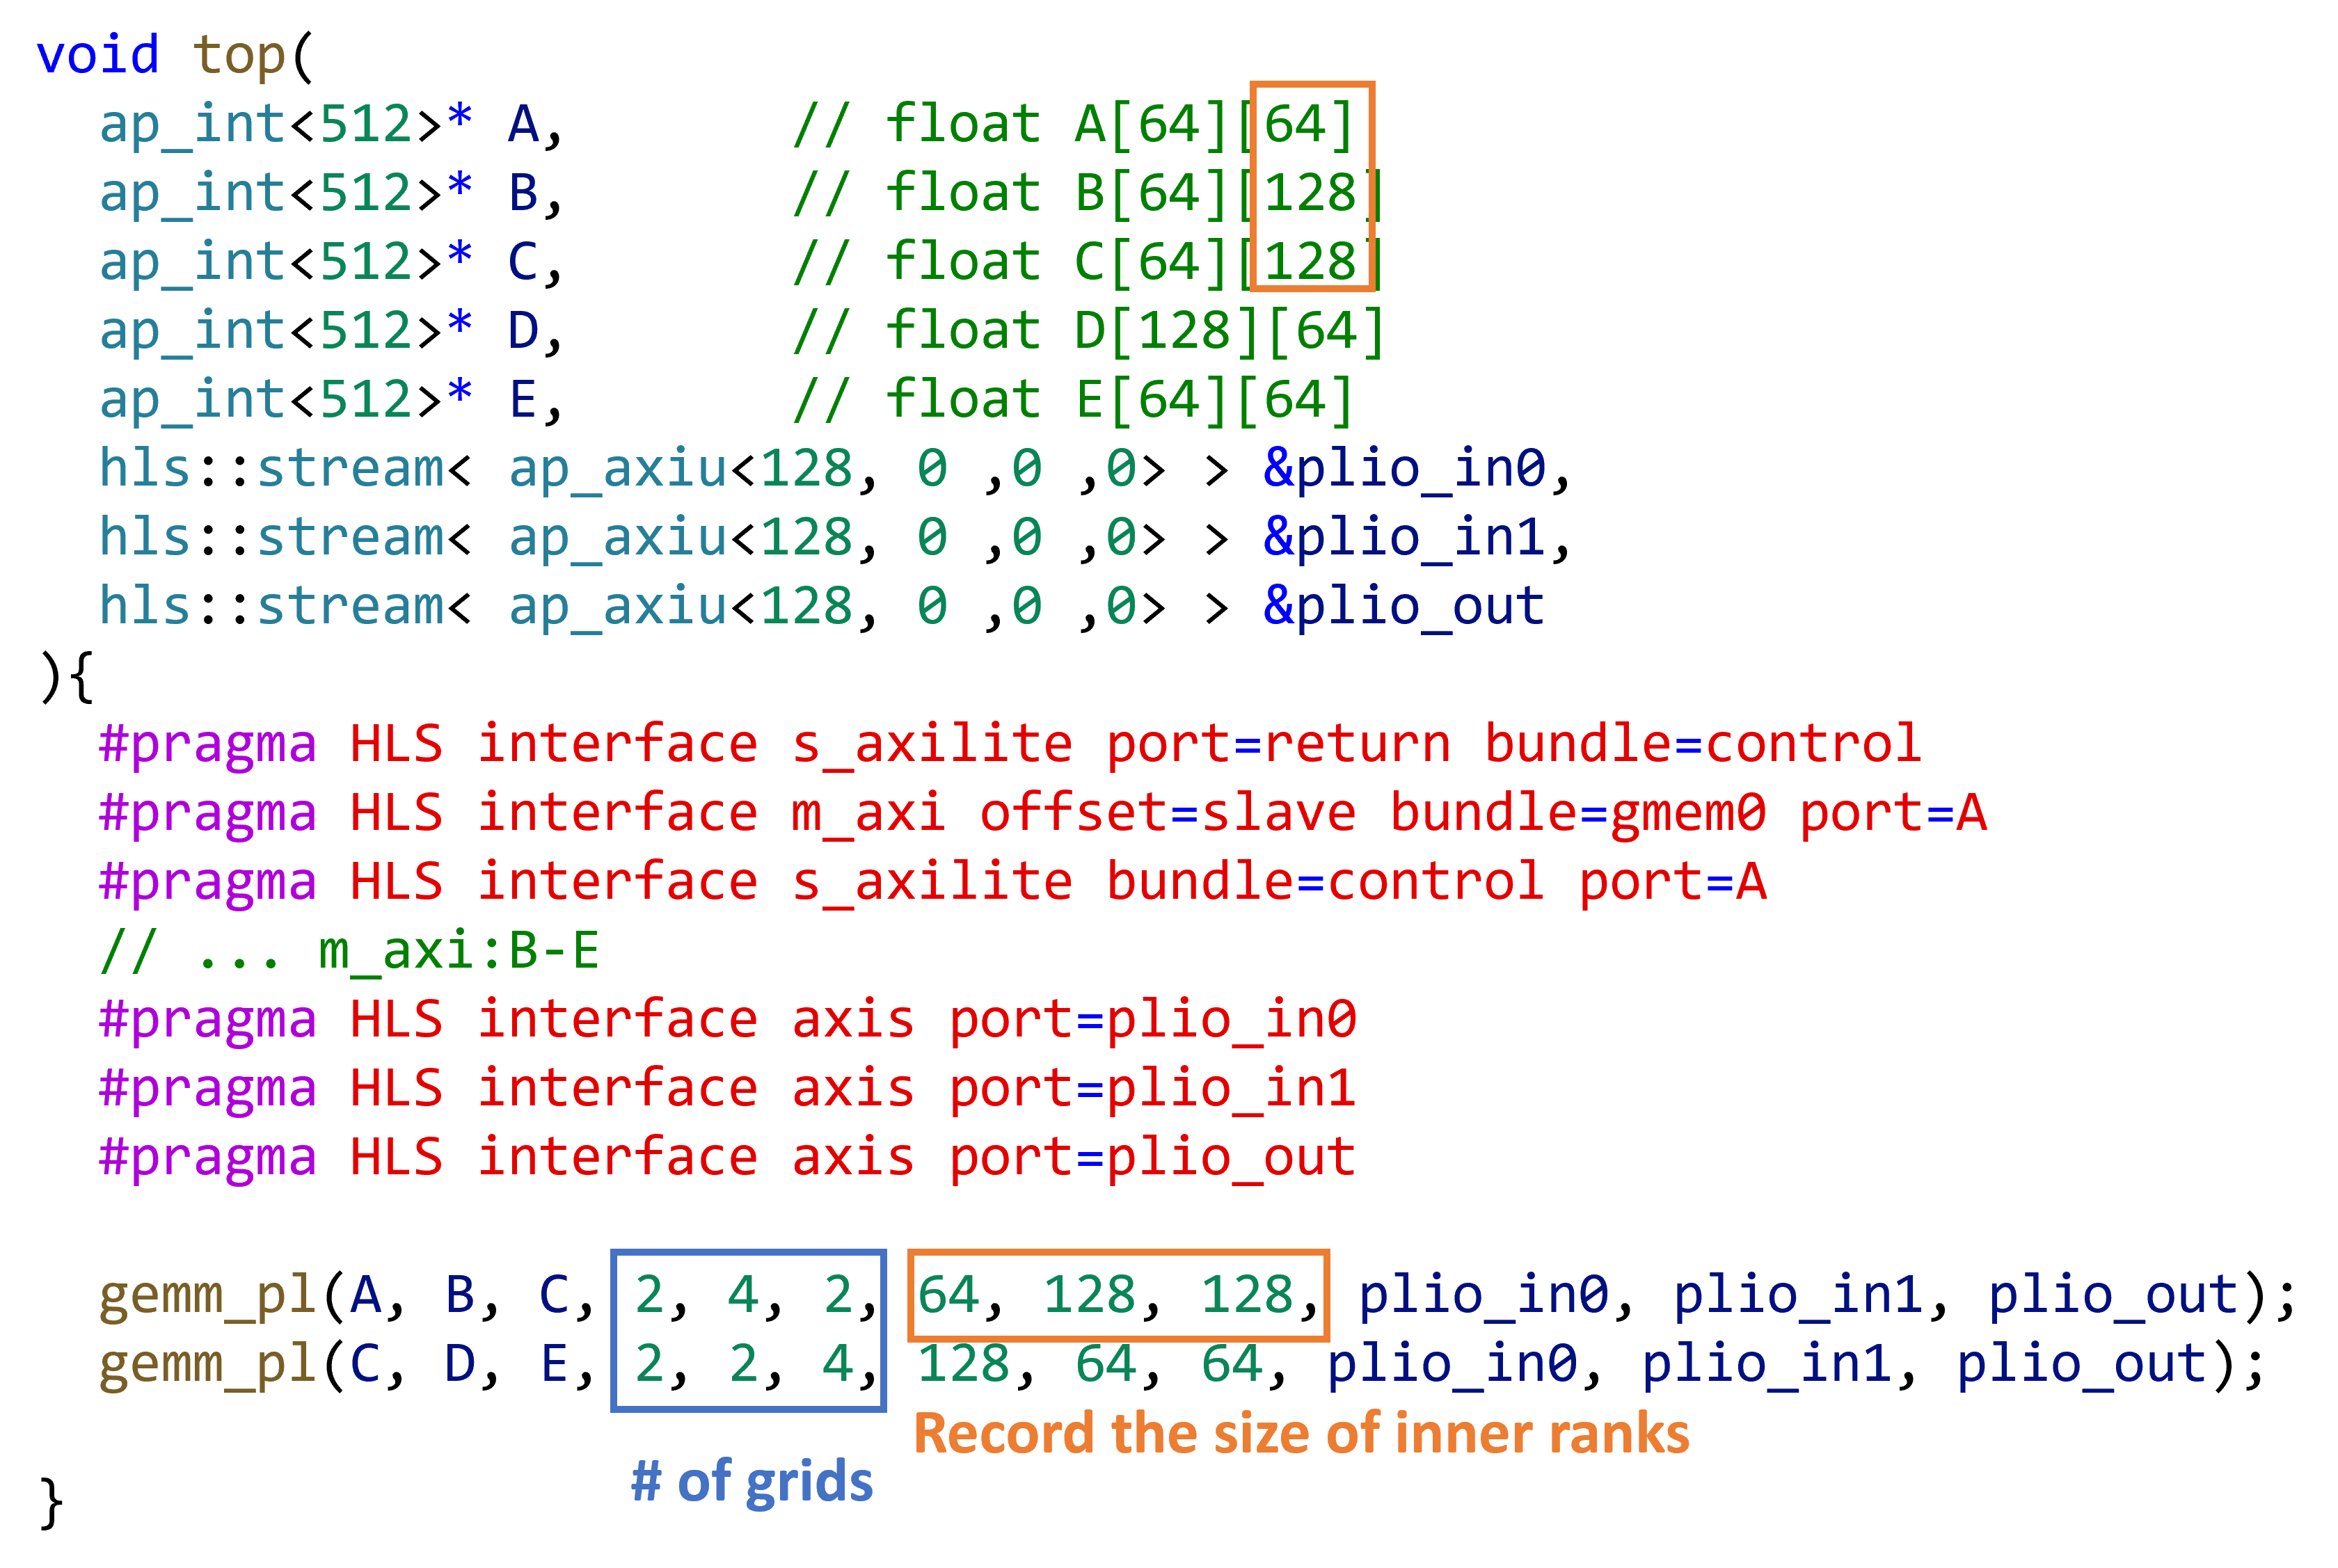 void top(
ap_int<512>* A, // float A[64][64]
ap_int<512>* B, // float B[64][128]
ap_int<512>* C, // float C[64][128]
ap_int<512>* D, // float D[128][64]
ap_int<512>* E, // float E[64][64]
hls::stream< ap_axiu<128, 0 ,0 ,0> > &plio_in0,
hls::stream< ap_axiu<128, 0 ,0 ,0> > &plio_in1,
hls::stream< ap_axiu<128, 0 ,0 ,0> > &plio_out
){
#pragma HLS interface s_axilite port=return bundle=control
#pragma HLS interface m_axi offset=slave bundle=gmem0 port=A
#pragma HLS interface s_axilite bundle=control port=A
// ... m_axi:B-E
#pragma HLS interface axis port=plio_in0
#pragma HLS interface axis port=plio_in1
#pragma HLS interface axis port=plio_out
gemm_pl(A, B, C, 2, 4, 2, 64, 128, 128, plio_in0, plio_in1, plio_out);
gemm_pl(C, D, E, 2, 2, 4, 128, 64, 64, plio_in0, plio_in1, plio_out);
Record the size of inner ranks
# of grids
}